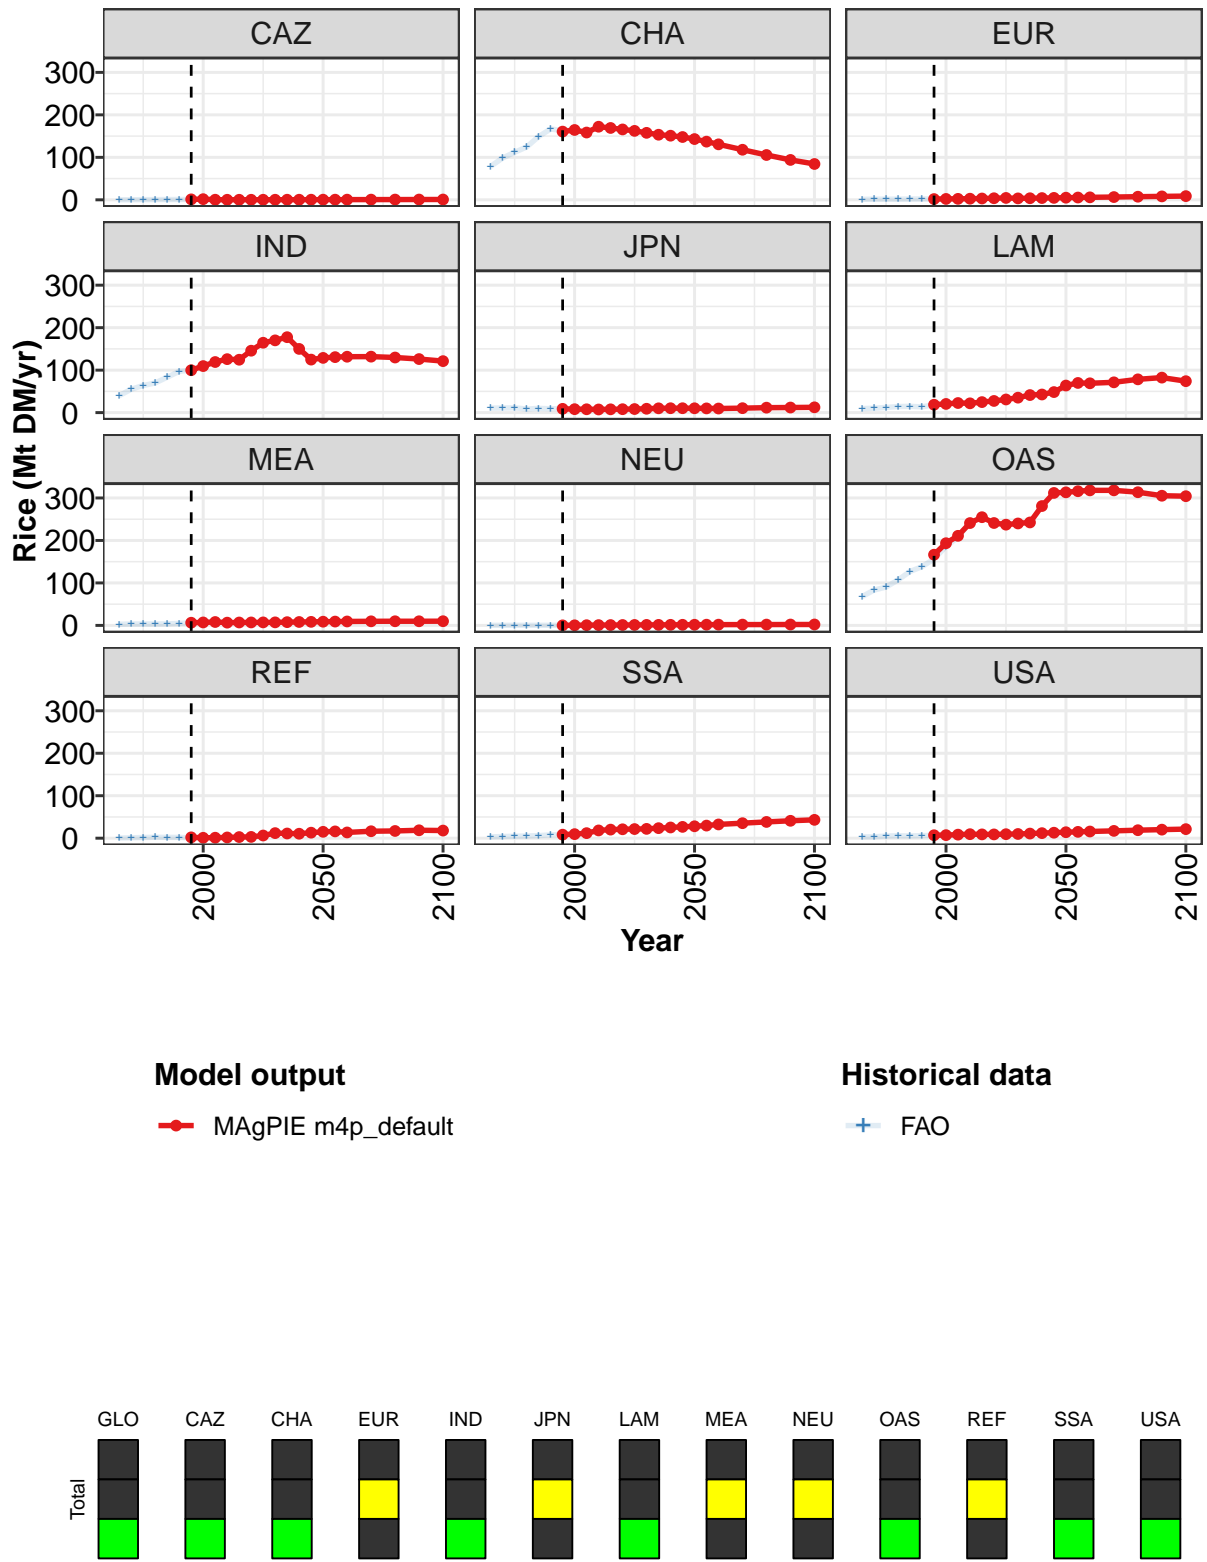 CAZ CHA EUR
300
200
100
0
IND JPN LAM
300
200
100
0
MEA NEU OAS
300
200
100
0
REF SSA USA
300
200
100
0
Rice (Mt DM/yr)
2000 2050 2100 2000 2050 2100 2000 2050 2100
Year
Model output Historical data
MAgPIE m4p_default FAO
GLO CAZ CHA EUR IND JPN LAM MEA NEU OAS REF SSA USA
Total